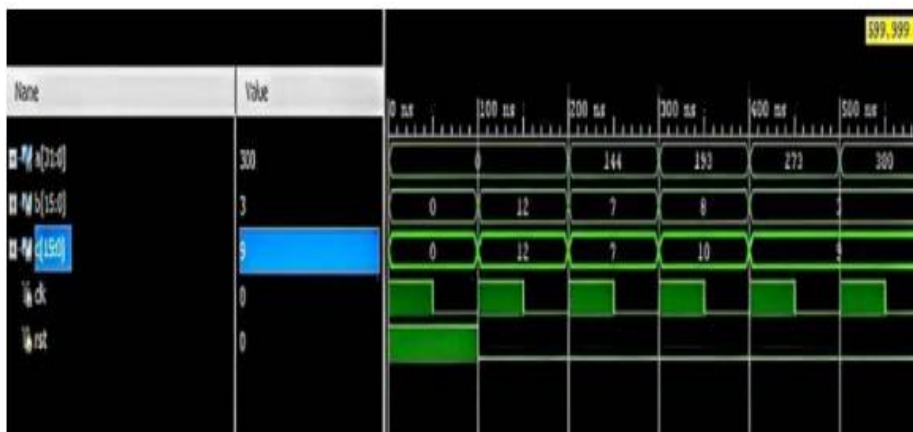 599,999
Name Value
0 ns 100 ns 200 ns 300 ns 400 ns 500 ns
a[31:0] 300 0 144 193 273 300
b[15:0] 3 0 12 7 8 3
c[15:0] 9 0 12 7 10 9
clk 0
rst 0